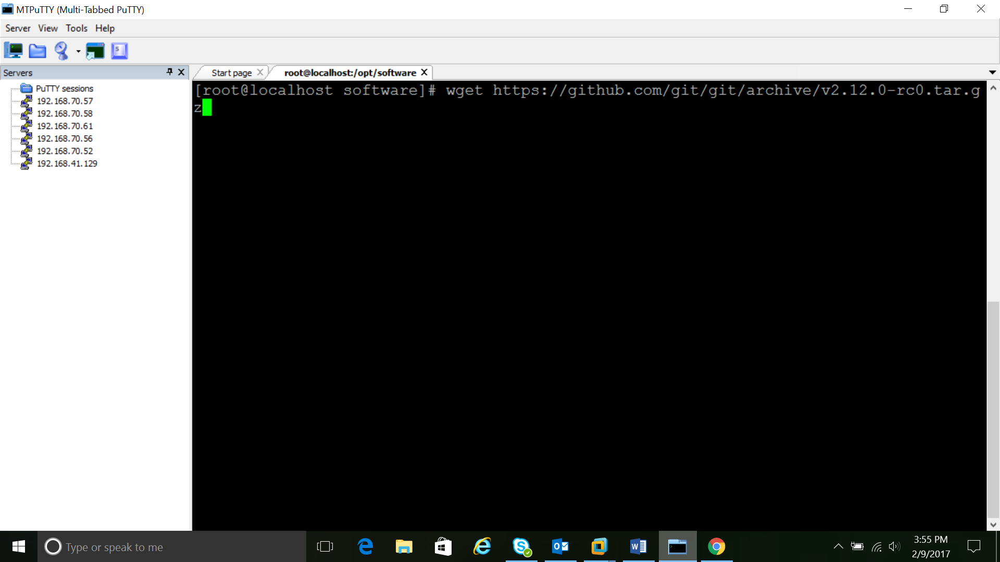 MTPuTTY (Multi-Tabbed PuTTY)
Server View Tools Help
Servers
Start page
root@localhost:/opt/software
PuTTY sessions
192.168.70.57
192.168.70.58
192.168.70.61
192.168.70.56
192.168.70.52
192.168.41.129
[root@localhost software]# wget https://github.com/git/git/archive/v2.12.0-rc0.tar.g
z
Type or speak to me
3:55 PM
2/9/2017